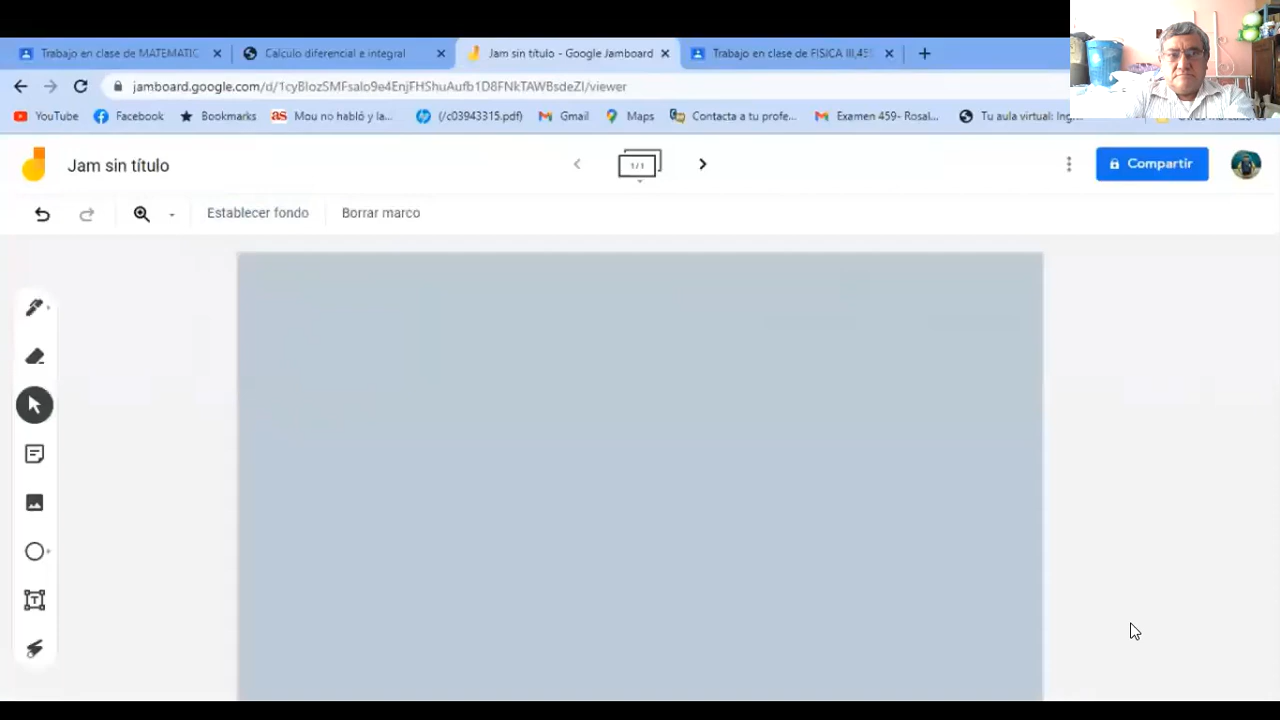 Trabajo en clase de MATEMATIC
Calculo diferencial e integral
Jam sin título - Google Jamboard
Trabajo en clase de FISICA III,45
jamboard.google.com/d/1cyBIozSMFsalo9e4EnjFHShuAufb1D8FNkTAWBsdeZI/viewer
YouTube
Facebook
Bookmarks
as Mou no habló y la...
(/c03943315.pdf)
Gmail
Maps
Contacta a tu profe...
Examen 459- Rosal...
Tu aula virtual:
Jam sin título
1/1
Compartir
Establecer fondo
Borrar marco